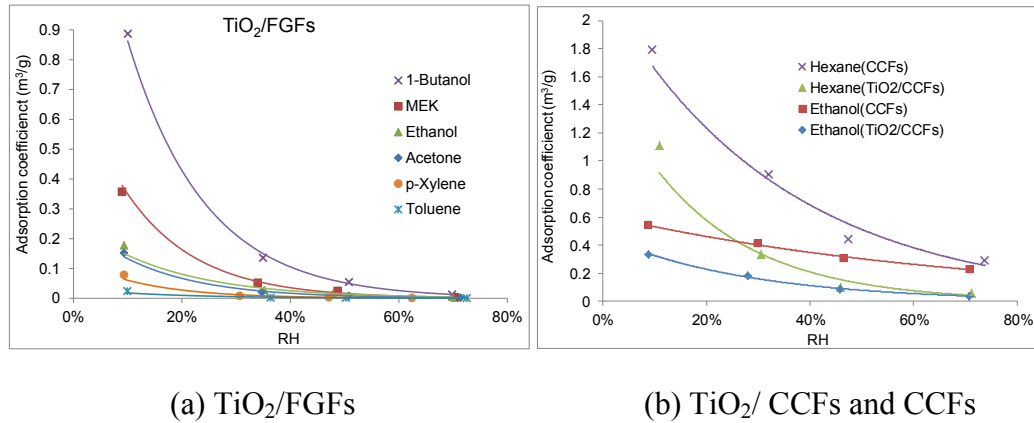 TiO2/FGFs
Adsorption coefficienct (m³/g)
0.9
0.8
0.7
0.6
0.5
0.4
0.3
0.2
0.1
0
0% 20% 40% 60% 80%
RH
1-Butanol
MEK
Ethanol
Acetone
p-Xylene
Toluene
(a) TiO2/FGFs
Adsorption coefficienct (m³/g)
2
1.8
1.6
1.4
1.2
1
0.8
0.6
0.4
0.2
0
0% 20% 40% 60% 80%
RH
Hexane(CCFs)
Hexane(TiO2/CCFs)
Ethanol(CCFs)
Ethanol(TiO2/CCFs)
(b) TiO2/ CCFs and CCFs